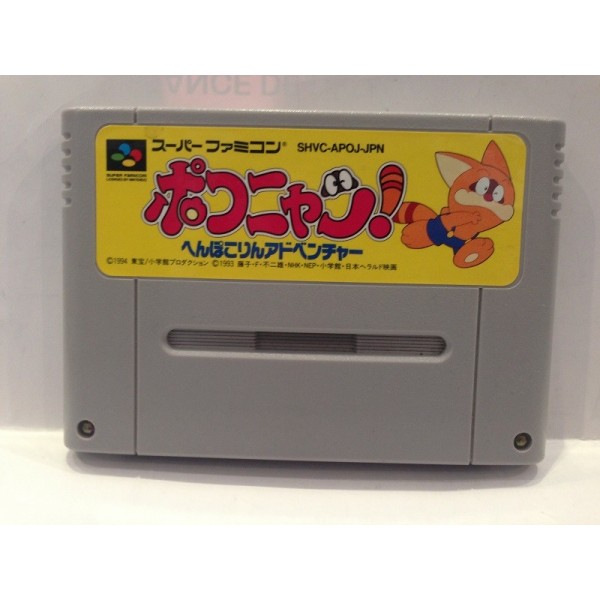 スーパーファミコン® SHVC-APOJ-JPN
SUPER FAMICOM
LICENSED BY NINTENDO
ポコニャン!
へんぽこりんアドベンチャー
©1994 東宝/小学館プロダクション ©1993 藤子・F・不二雄・NHK・NEP・小学館・日本ヘラルド映画